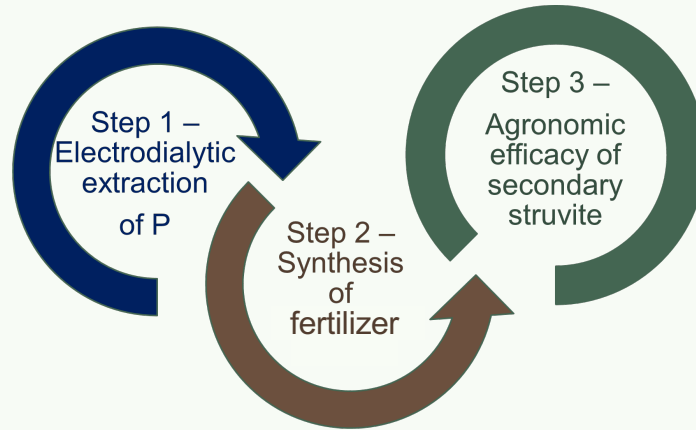 Step 1 –
Electrodialytic
extraction
of P
Step 2 –
Synthesis
of
fertilizer
Step 3 –
Agronomic
efficacy of
secondary
struvite